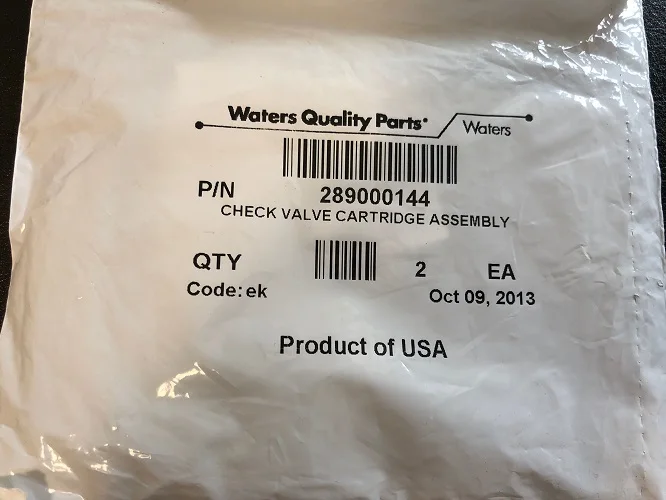 Waters Quality Parts
Waters
P/N 289000144
CHECK VALVE CARTRIDGE ASSEMBLY
QTY 2 EA
Code: ek Oct 09, 2013
Product of USA